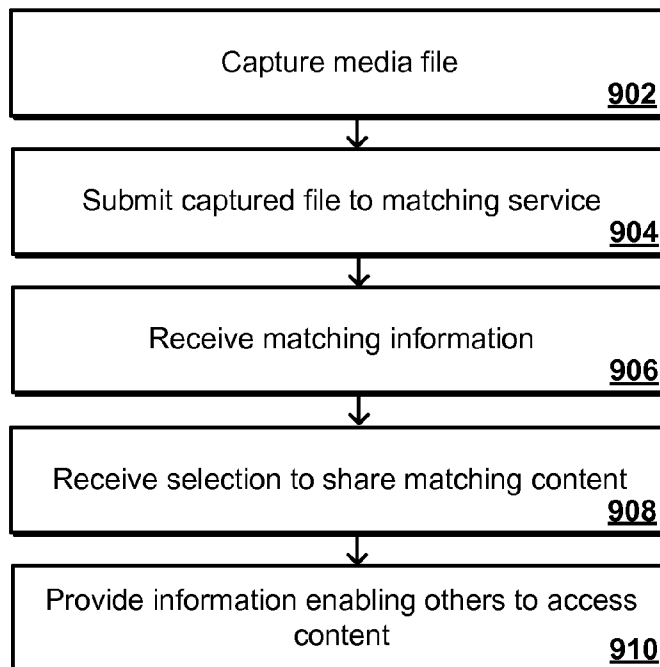 Capture media file
902
Submit captured file to matching service
904
Receive matching information
906
Receive selection to share matching content
908
Provide information enabling others to access
content
910